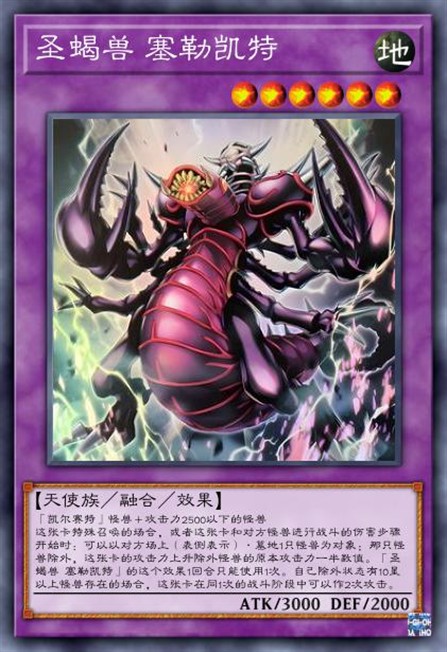 圣蝎兽 塞勒凯特
地
【天使族／融合／效果】
「凯尔赛特」怪兽＋攻击力2500以下的怪兽
这张卡特殊召唤的场合，或者这张卡和对方怪兽进行战斗的伤害步骤
开始时：可以以对方场上（表侧表示）·墓地1只怪兽为对象；那只怪
兽除外，这张卡的攻击力上升除外怪兽的原本攻击力一半数值。「圣
蝎兽 塞勒凯特」的这个效果1回合只能使用1次。自己除外状态有10星
以上怪兽存在的场合，这张卡在同1次的战斗阶段中可以作2次攻击。
ATK/3000 DEF/2000